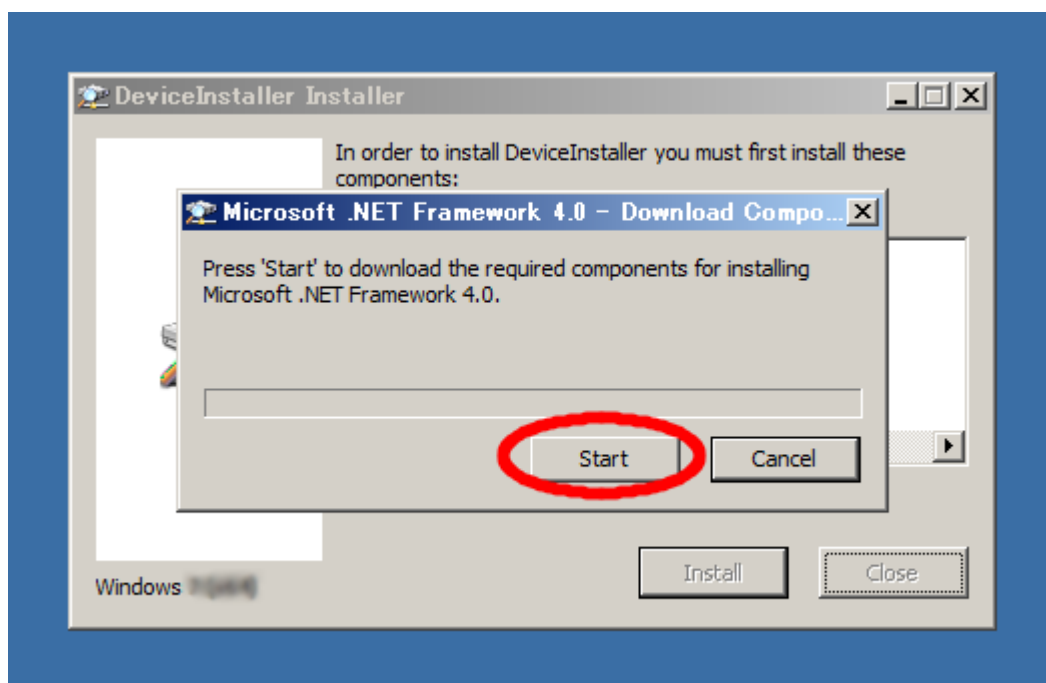 DeviceInstaller Installer
In order to install DeviceInstaller you must first install these
components:
Microsoft .NET Framework 4.0 - Download Compo...
Press 'Start' to download the required components for installing
Microsoft .NET Framework 4.0.
Start
Cancel
Install
Close
Windows